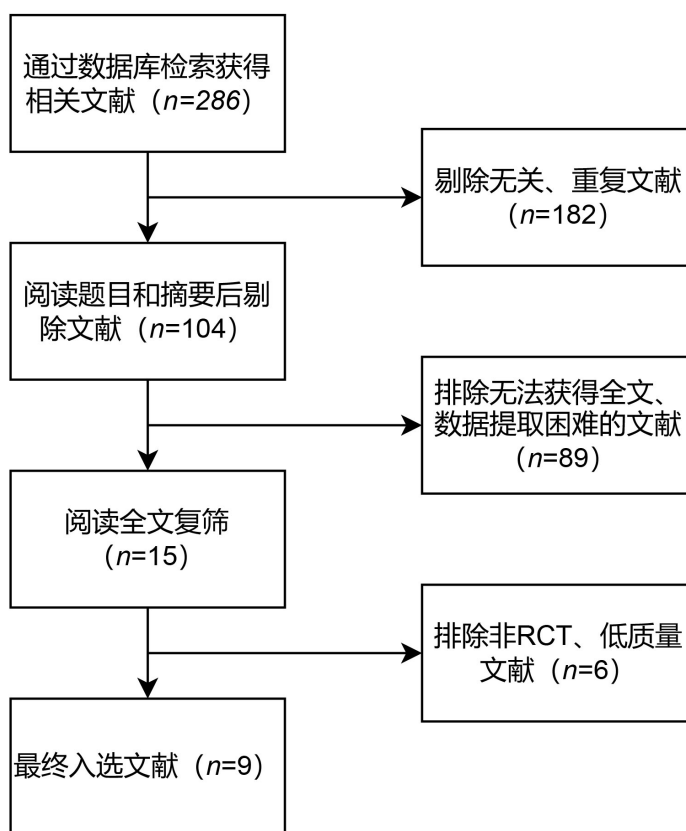 通过数据库检索获得
相关文献（n=286）
剔除无关、重复文献
（n=182）
阅读题目和摘要后剔
除文献（n=104）
排除无法获得全文、
数据提取困难的文献
（n=89）
阅读全文复筛
（n=15）
排除非RCT、低质量
文献（n=6）
最终入选文献（n=9）